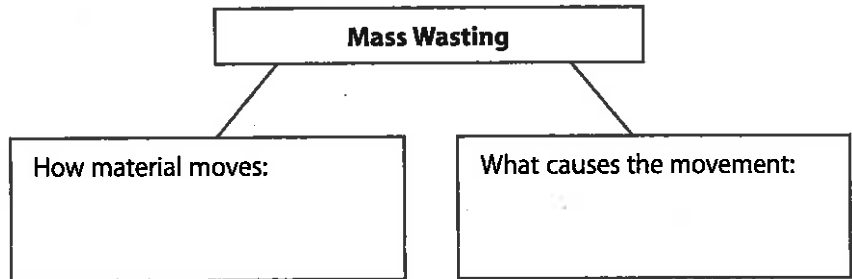 Mass Wasting
How material moves:
What causes the movement: